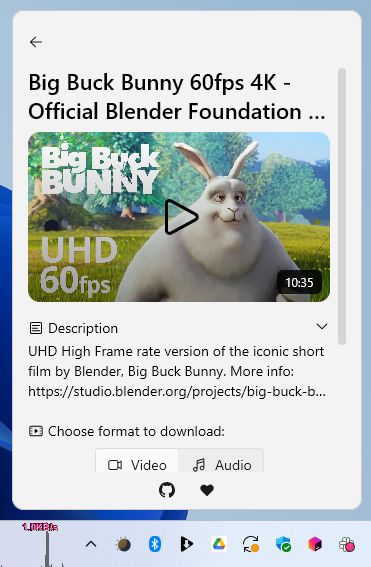 Big Buck Bunny 60fps 4K -
Official Blender Foundation ...
Big Buck
BUNNY
UHD
60fps
10:35
Description
UHD High Frame rate version of the iconic short
film by Blender, Big Buck Bunny. More info:
https://studio.blender.org/projects/big-buck-b...
Choose format to download:
Video
Audio